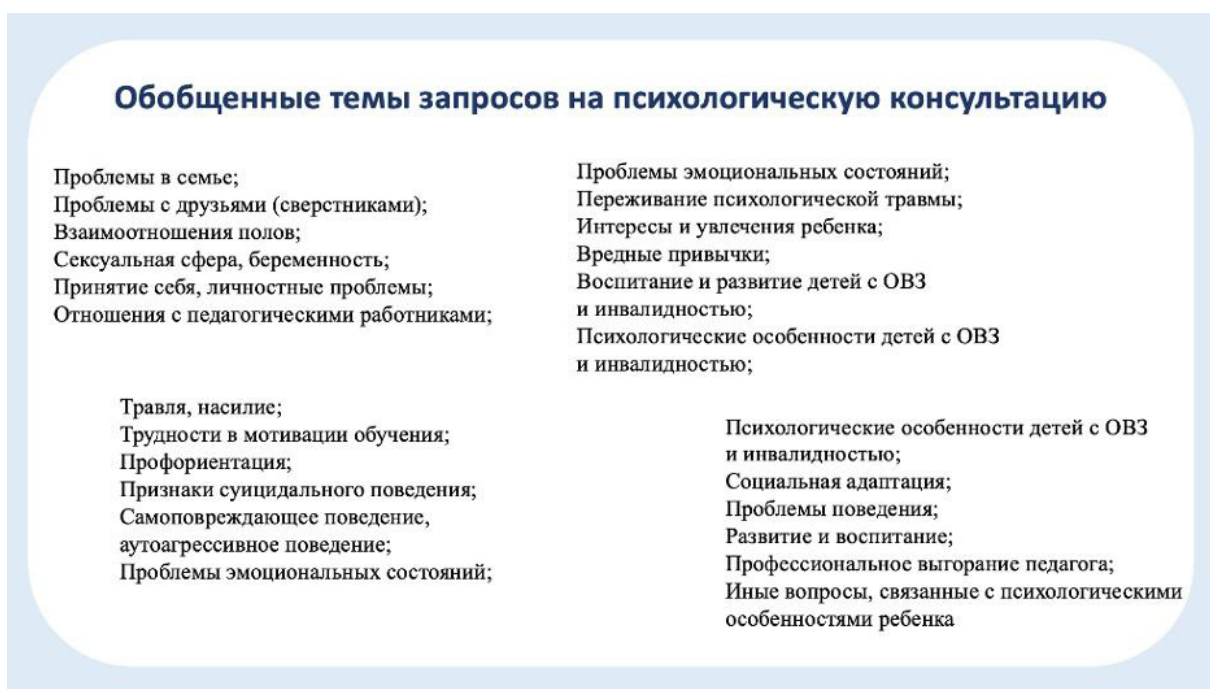 Обобщенные темы запросов на психологическую консультацию
Проблемы в семье;
Проблемы с друзьями (сверстниками);
Взаимоотношения полов;
Сексуальная сфера, беременность;
Принятие себя, личностные проблемы;
Отношения с педагогическими работниками;
Проблемы эмоциональных состояний;
Переживание психологической травмы;
Интересы и увлечения ребенка;
Вредные привычки;
Воспитание и развитие детей с ОВЗ
и инвалидностью;
Психологические особенности детей с ОВЗ
и инвалидностью;
Травля, насилие;
Трудности в мотивации обучения;
Профориентация;
Признаки суицидального поведения;
Самоповреждающее поведение,
аутоагрессивное поведение;
Проблемы эмоциональных состояний;
Психологические особенности детей с ОВЗ
и инвалидностью;
Социальная адаптация;
Проблемы поведения;
Развитие и воспитание;
Профессиональное выгорание педагога;
Иные вопросы, связанные с психологическими
особенностями ребенка